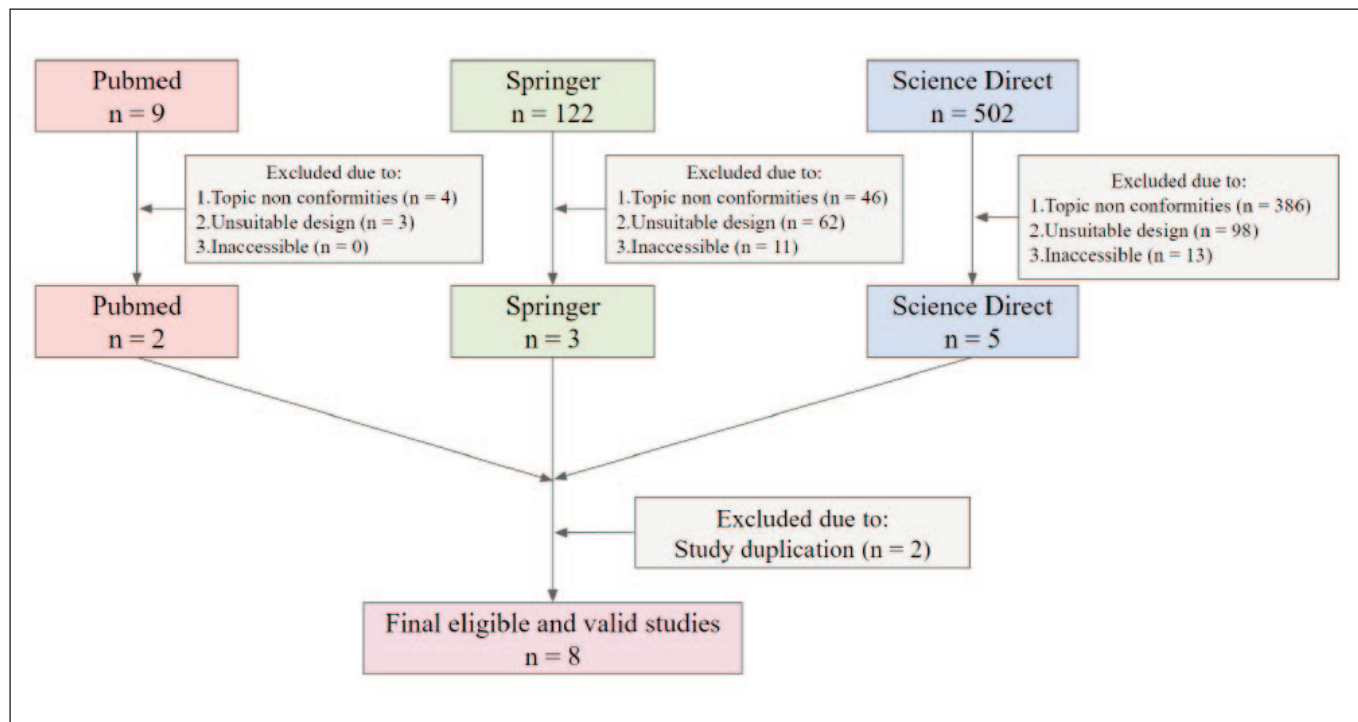 Pubmed
n = 9
Springer
n = 122
Science Direct
n = 502
Excluded due to:
1.Topic non conformities (n = 4)
2.Unsuitable design (n = 3)
3.Inaccessible (n = 0)
Excluded due to:
1.Topic non conformities (n = 46)
2.Unsuitable design (n = 62)
3.Inaccessible (n = 11)
Excluded due to:
1.Topic non conformities (n = 386)
2.Unsuitable design (n = 98)
3.Inaccessible (n = 13)
Pubmed
n = 2
Springer
n = 3
Science Direct
n = 5
Excluded due to:
Study duplication (n = 2)
Final eligible and valid studies
n = 8